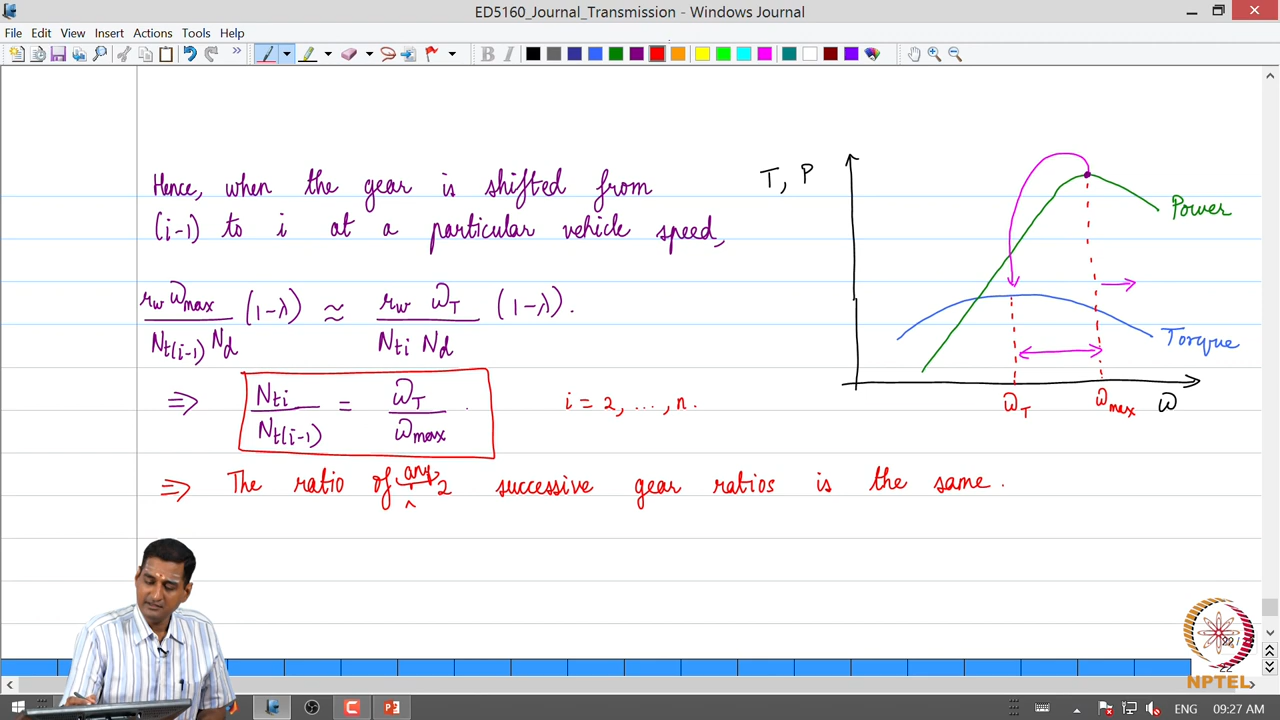 ED5160_Journal_Transmission - Windows Journal
File Edit View Insert Actions Tools Help
Hence, when the gear is shifted from
(i-1) to i at a particular vehicle speed,
rw ωmax / Nt(i-1) Nd (1-λ) ≈ rw ωT / Nti Nd (1-λ).
⇒ Nti / Nt(i-1) = ωT / ωmax . i = 2, ..., n.
⇒ The ratio of any 2 successive gear ratios is the same.
T, P
Power
Torque
ωT ωmax ω
22 /
22
NPTEL
ENG 09:27 AM